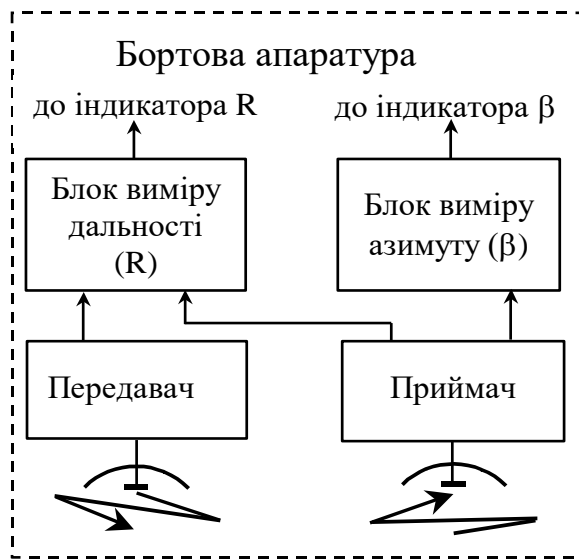 Бортова апаратура
до індикатора R
до індикатора β
Блок виміру
дальності
(R)
Блок виміру
азимуту (β)
Передавач
Приймач